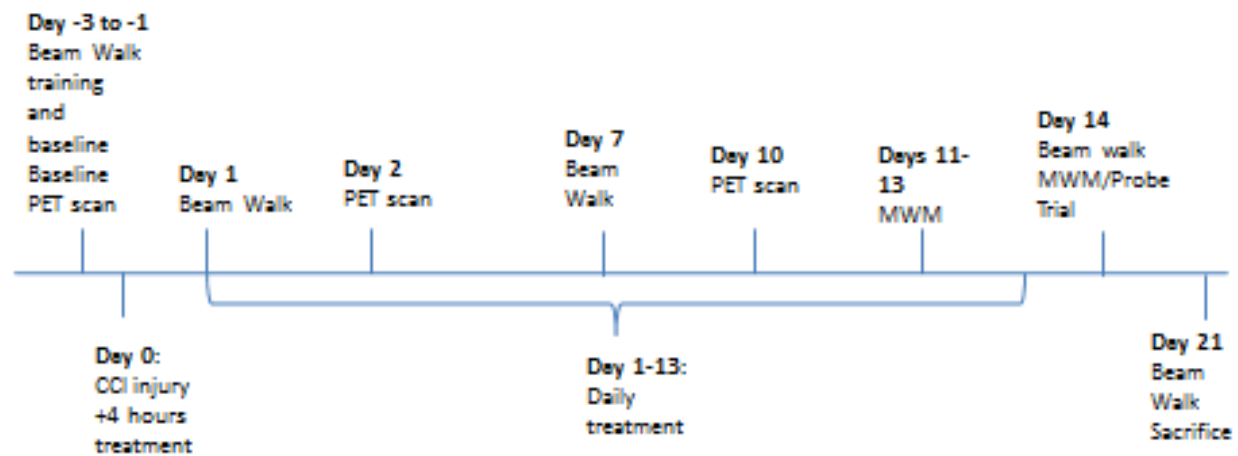 Day -3 to -1
Beam Walk
training
and
baseline
Baseline
PET scan
Day 1
Beam Walk
Day 2
PET scan
Day 7
Beam
Walk
Day 10
PET scan
Days 11-
13
MWM
Day 14
Beam walk
MWM/Probe
Trial
Day 0:
CCI injury
+4 hours
treatment
Day 1-13:
Daily
treatment
Day 21
Beam
Walk
Sacrifice